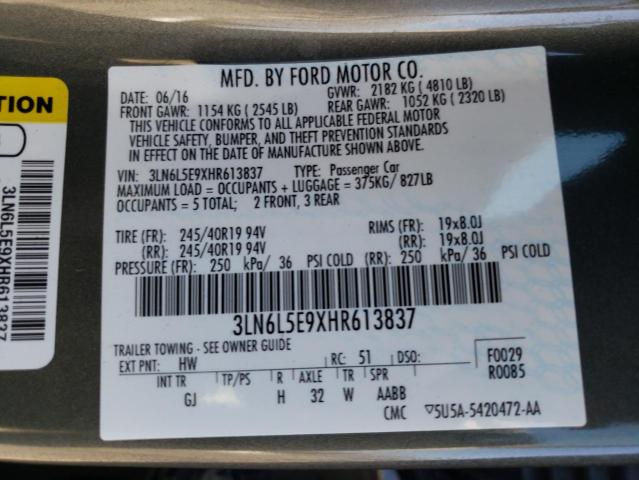 MFD. BY FORD MOTOR CO.
DATE: 06/16 GVWR: 2182 KG ( 4810 LB)
FRONT GAWR: 1154 KG ( 2545 LB) REAR GAWR: 1052 KG ( 2320 LB)
THIS VEHICLE CONFORMS TO ALL APPLICABLE FEDERAL MOTOR
VEHICLE SAFETY, BUMPER, AND THEFT PREVENTION STANDARDS
IN EFFECT ON THE DATE OF MANUFACTURE SHOWN ABOVE.
VIN: 3LN6L5E9XHR613837 TYPE: Passenger Car
MAXIMUM LOAD = OCCUPANTS + LUGGAGE = 375KG/ 827LB
OCCUPANTS = 5 TOTAL; 2 FRONT, 3 REAR
TIRE (FR): 245/40R19 94V RIMS (FR): 19x8.0J
(RR): 245/40R19 94V (RR): 19x8.0J
PRESSURE (FR) 250 kPa/ 36 PSI COLD (RR): 250 kPa/ 36 PSI COLD
3LN6L5E9XHR613837
TRAILER TOWING - SEE OWNER GUIDE
EXT PNT: HW RC: 51 DSO: F0029
R0085
INT TR TP/PS R AXLE TR SPR
GJ H 32 W AABB
CMC ▽5U5A-5420472-AA
TION
3LN6L5E9XHR613837